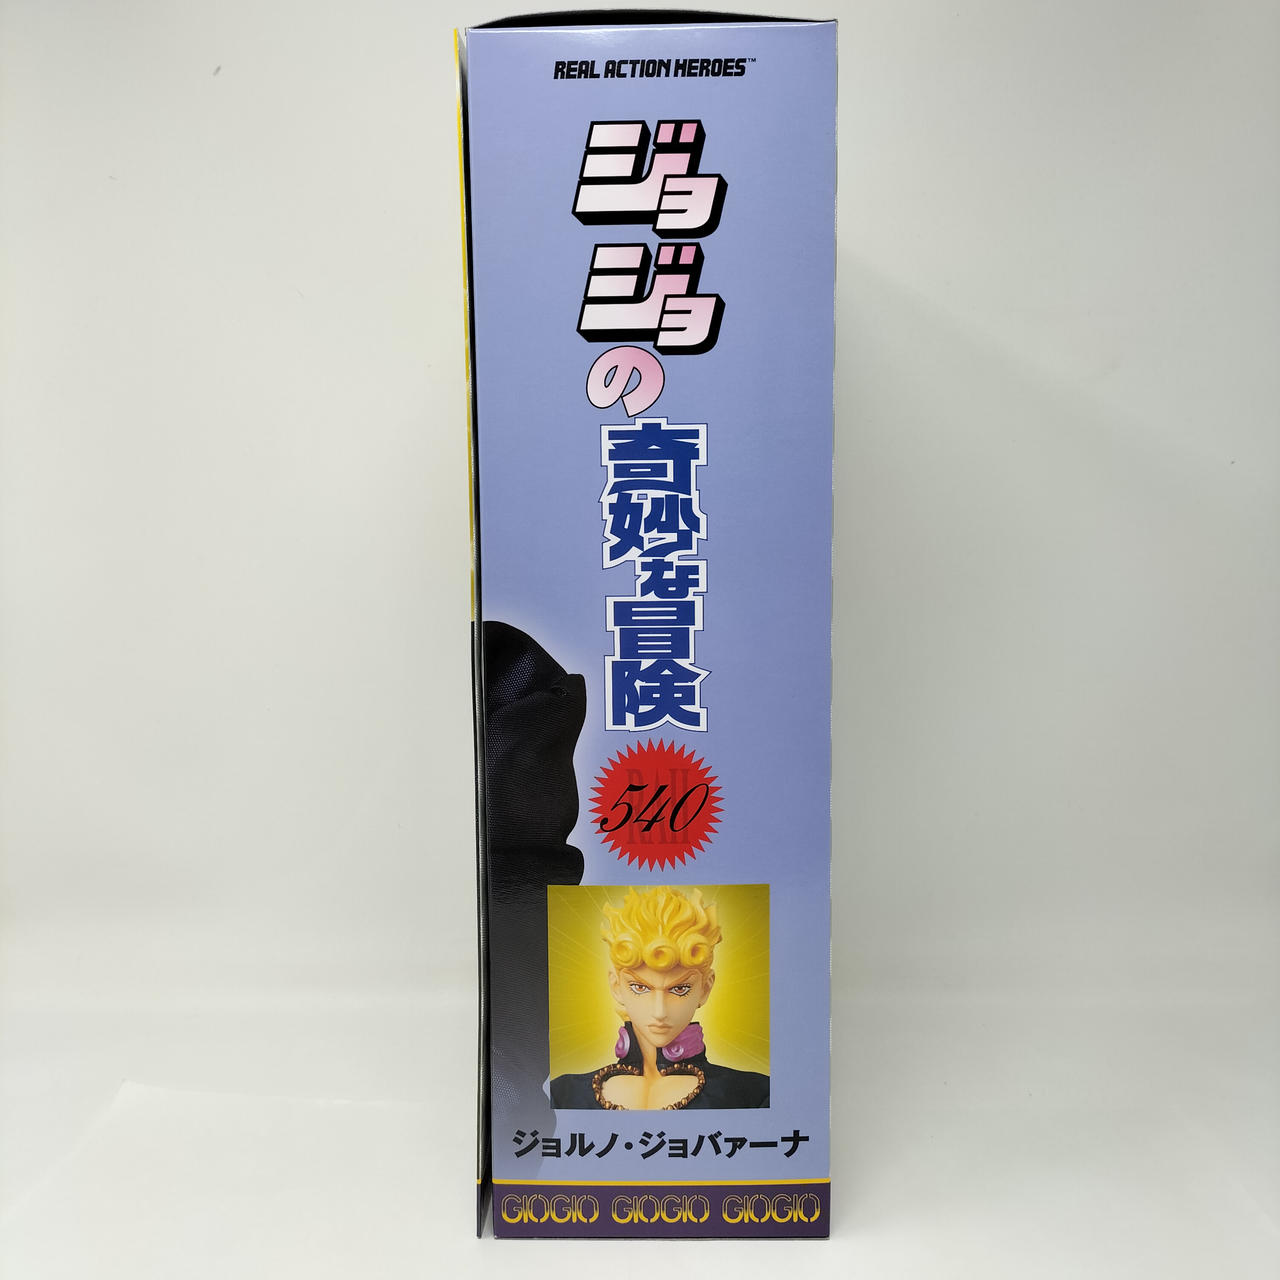 REAL ACTION HEROES™
ジョジョの奇妙な冒険
RAH
540
ジョルノ・ジョバァーナ
GIOGIO GIOGIO GIOGIO